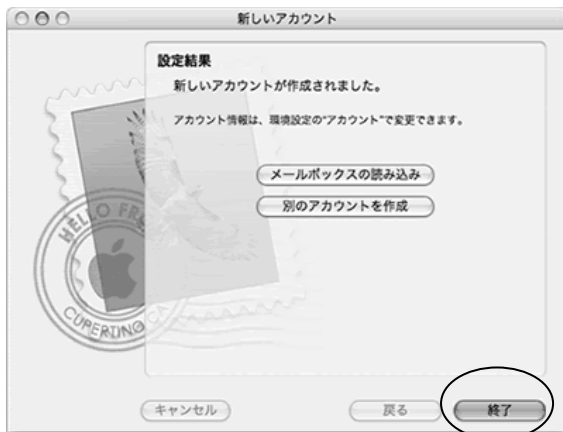 新しいアカウント
設定結果
新しいアカウントが作成されました。
アカウント情報は、環境設定の"アカウント"で変更できます。
メールボックスの読み込み
別のアカウントを作成
HELLO FR
CUPERTINO CA
キャンセル
戻る
終了